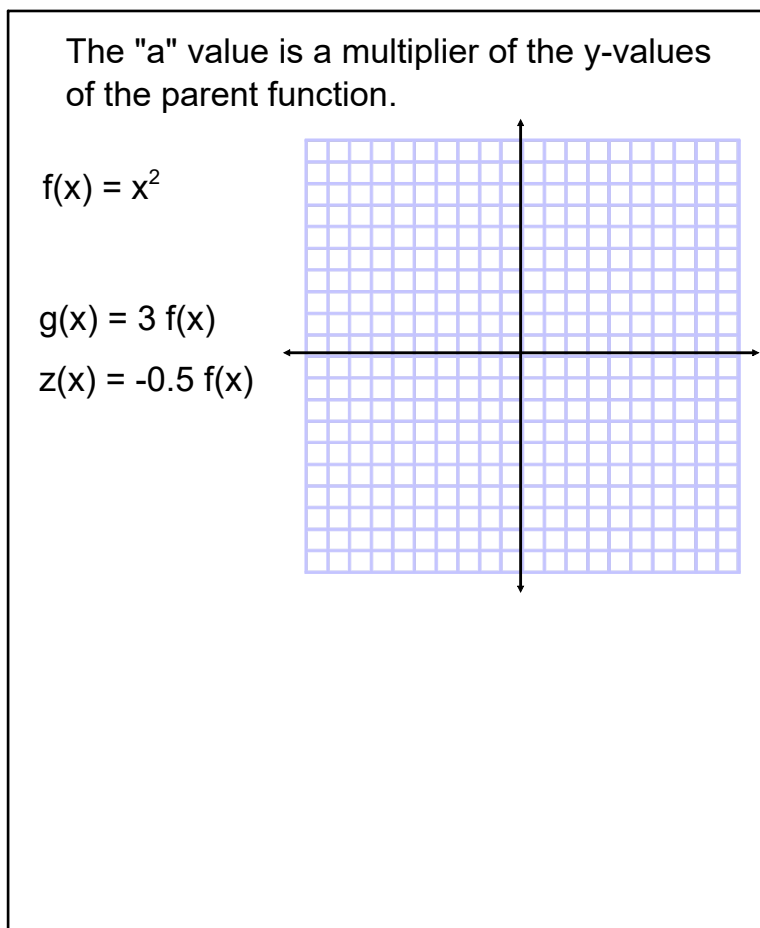 The "a" value is a multiplier of the y-values
of the parent function.
f(x) = x²
g(x) = 3 f(x)
z(x) = -0.5 f(x)